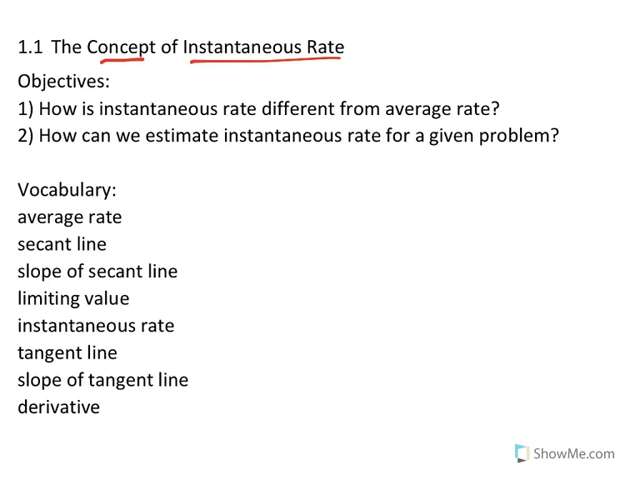 1.1 The Concept of Instantaneous Rate
Objectives:
1) How is instantaneous rate different from average rate?
2) How can we estimate instantaneous rate for a given problem?
Vocabulary:
average rate
secant line
slope of secant line
limiting value
instantaneous rate
tangent line
slope of tangent line
derivative
ShowMe.com